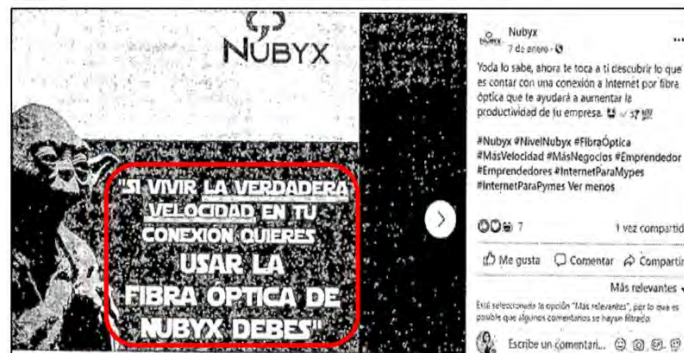 NUBYX
"SI VIVIR LA VERDADERA
VELOCIDAD EN TU
CONEXIÓN QUIERES
USAR LA
FIBRA ÓPTICA DE
NUBYX DEBES"
Nubyx
7 de enero
Yoda lo sabe, ahora te toca a ti descubrir lo que
es contar con una conexión a Internet por fibra
óptica que te ayudará a aumentar la
productividad de tu empresa.
#Nubyx #NivelNubyx #FibraÓptica
#MásVelocidad #MásNegocios #Emprendedor
#Emprendedores #InternetParaMypes
#InternetParaPymes Ver menos
7
1 vez compartid
Me gusta Comentar Compartir
Más relevantes
Está seleccionada la opción "Más relevantes", por lo que es
posible que algunos comentarios se hayan filtrado.
Escribe un comentari...